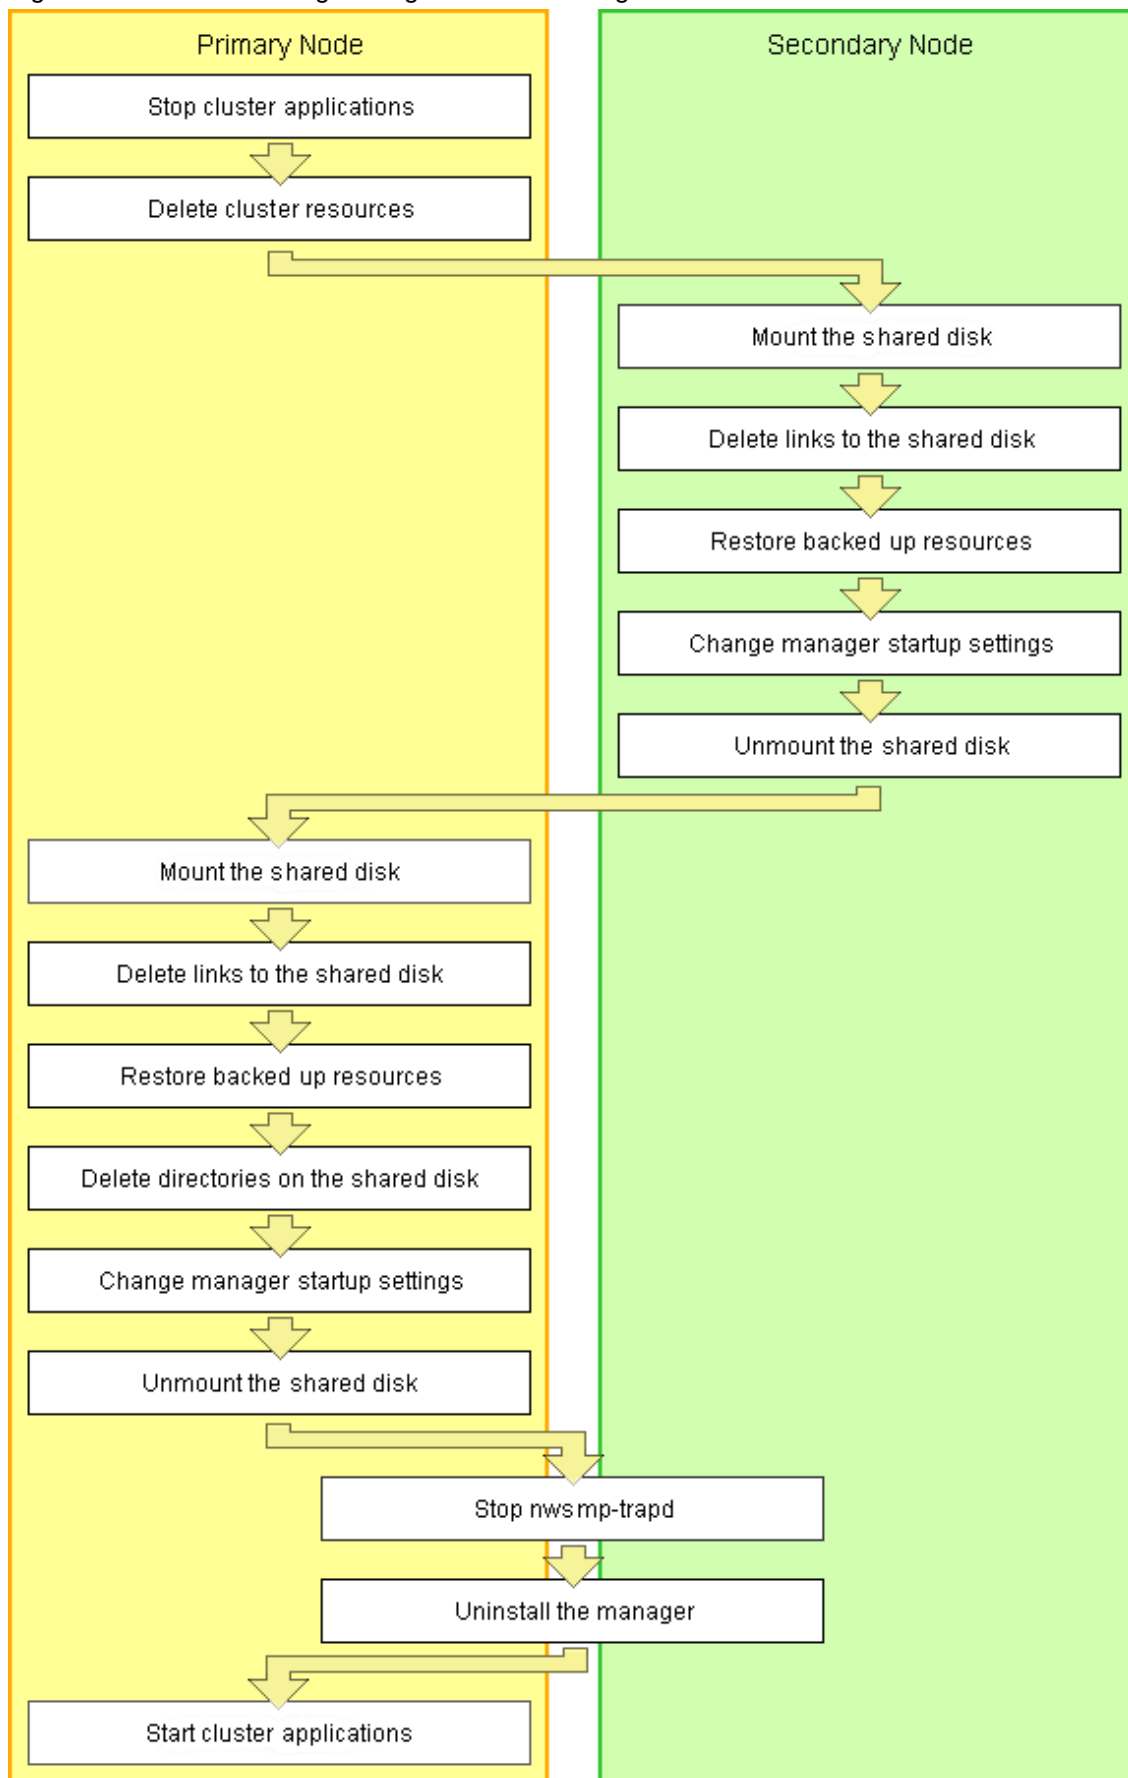 Primary Node
Secondary Node
Stop cluster applications
Delete cluster resources
Mount the shared disk
Delete links to the shared disk
Restore backed up resources
Change manager startup settings
Unmount the shared disk
Mount the shared disk
Delete links to the shared disk
Restore backed up resources
Delete directories on the shared disk
Change manager startup settings
Unmount the shared disk
Stop nwsmp-trapd
Uninstall the manager
Start cluster applications